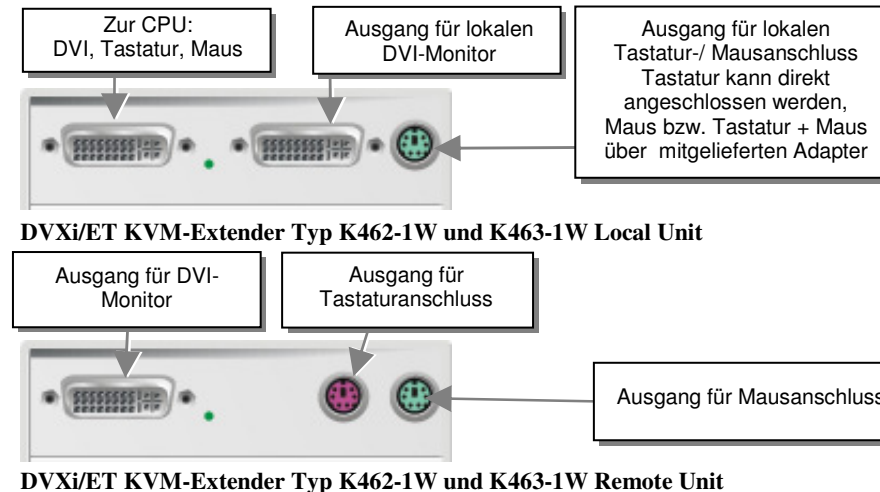 Zur CPU:
DVI, Tastatur, Maus
Ausgang für lokalen
DVI-Monitor
Ausgang für lokalen
Tastatur-/ Mausanschluss
Tastatur kann direkt
angeschlossen werden,
Maus bzw. Tastatur + Maus
über mitgelieferten Adapter
DVXi/ET KVM-Extender Typ K462-1W und K463-1W Local Unit
Ausgang für DVI-
Monitor
Ausgang für
Tastaturanschluss
Ausgang für Mausanschluss
DVXi/ET KVM-Extender Typ K462-1W und K463-1W Remote Unit